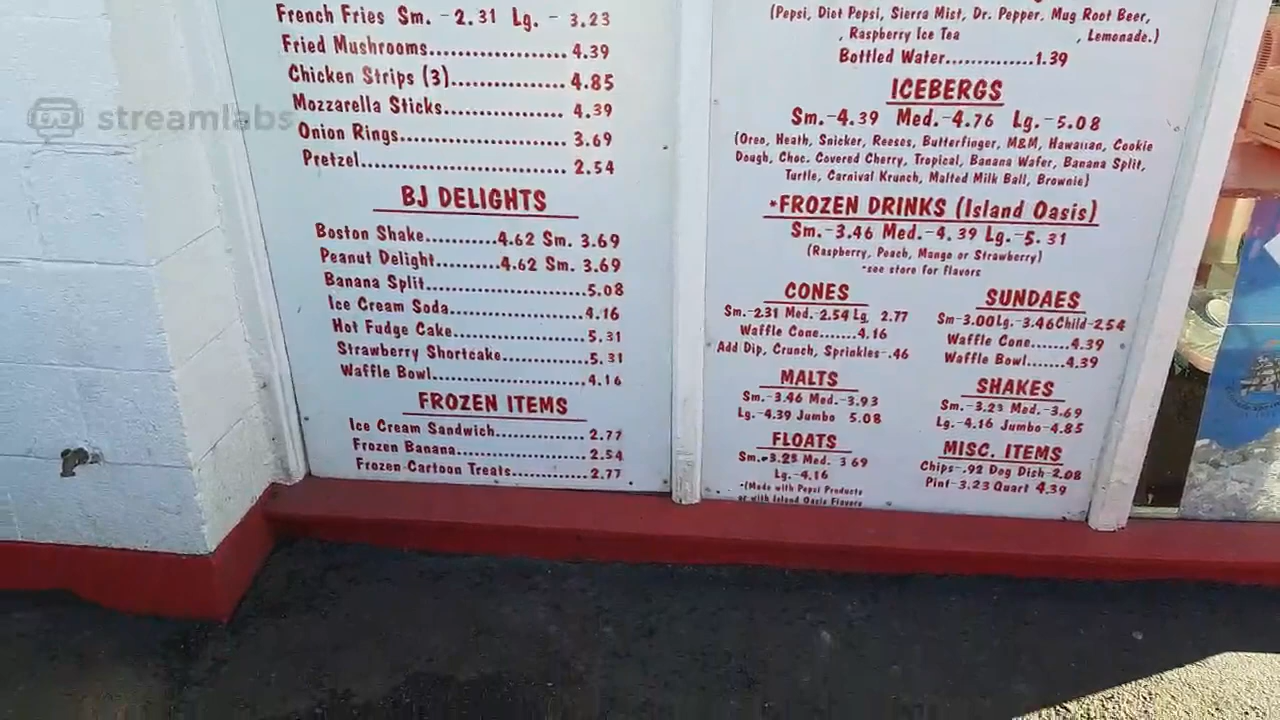 streamlabs
French Fries Sm. - 2.31 Lg. - 3.23
Fried Mushrooms................ 4.39
Chicken Strips (3).............. 4.85
Mozzarella Sticks............... 4.39
Onion Rings..................... 3.69
Pretzel......................... 2.54
BJ DELIGHTS
Boston Shake.........4.62 Sm. 3.69
Peanut Delight........4.62 Sm. 3.69
Banana Split....................5.08
Ice Cream Soda..................4.16
Hot Fudge Cake..................5.31
Strawberry Shortcake............5.31
Waffle Bowl.....................4.16
FROZEN ITEMS
Ice Cream Sandwich.............. 2.77
Frozen Banana................... 2.54
Frozen Cartoon Treats........... 2.77
(Pepsi, Diet Pepsi, Sierra Mist, Dr. Pepper, Mug Root Beer,
, Raspberry Ice Tea , Lemonade.)
Bottled Water.............1.39
ICEBERGS
Sm.-4.39 Med.-4.76 Lg.-5.08
(Oreo, Heath, Snicker, Reeses, Butterfinger, M&M, Hawaiian, Cookie
Dough, Choc. Covered Cherry, Tropical, Banana Wafer, Banana Split,
Turtle, Carnival Krunch, Malted Milk Ball, Brownie)
*FROZEN DRINKS (Island Oasis)
Sm.-3.46 Med.-4.39 Lg.-5.31
(Raspberry, Peach, Mango or Strawberry)
*see store for flavors
CONES
Sm.-2.31 Med.-2.54 Lg. 2.77
Waffle Cone.......4.16
Add Dip, Crunch, Sprinkles-.46
SUNDAES
Sm-3.00 Lg.-3.46 Child-2.54
Waffle Cone.......4.39
Waffle Bowl.......4.39
MALTS
Sm.-3.46 Med.-3.93
Lg.-4.39 Jumbo 5.08
SHAKES
Sm.-3.23 Med.-3.69
Lg.-4.16 Jumbo-4.85
FLOATS
Sm.-3.23 Med. 3 69
Lg.-4.16
*(Made with Pepsi Products
or with Island Oasis Flavors
MISC. ITEMS
Chips-.92 Dog Dish-2.08
Pint-3.23 Quart 4.39